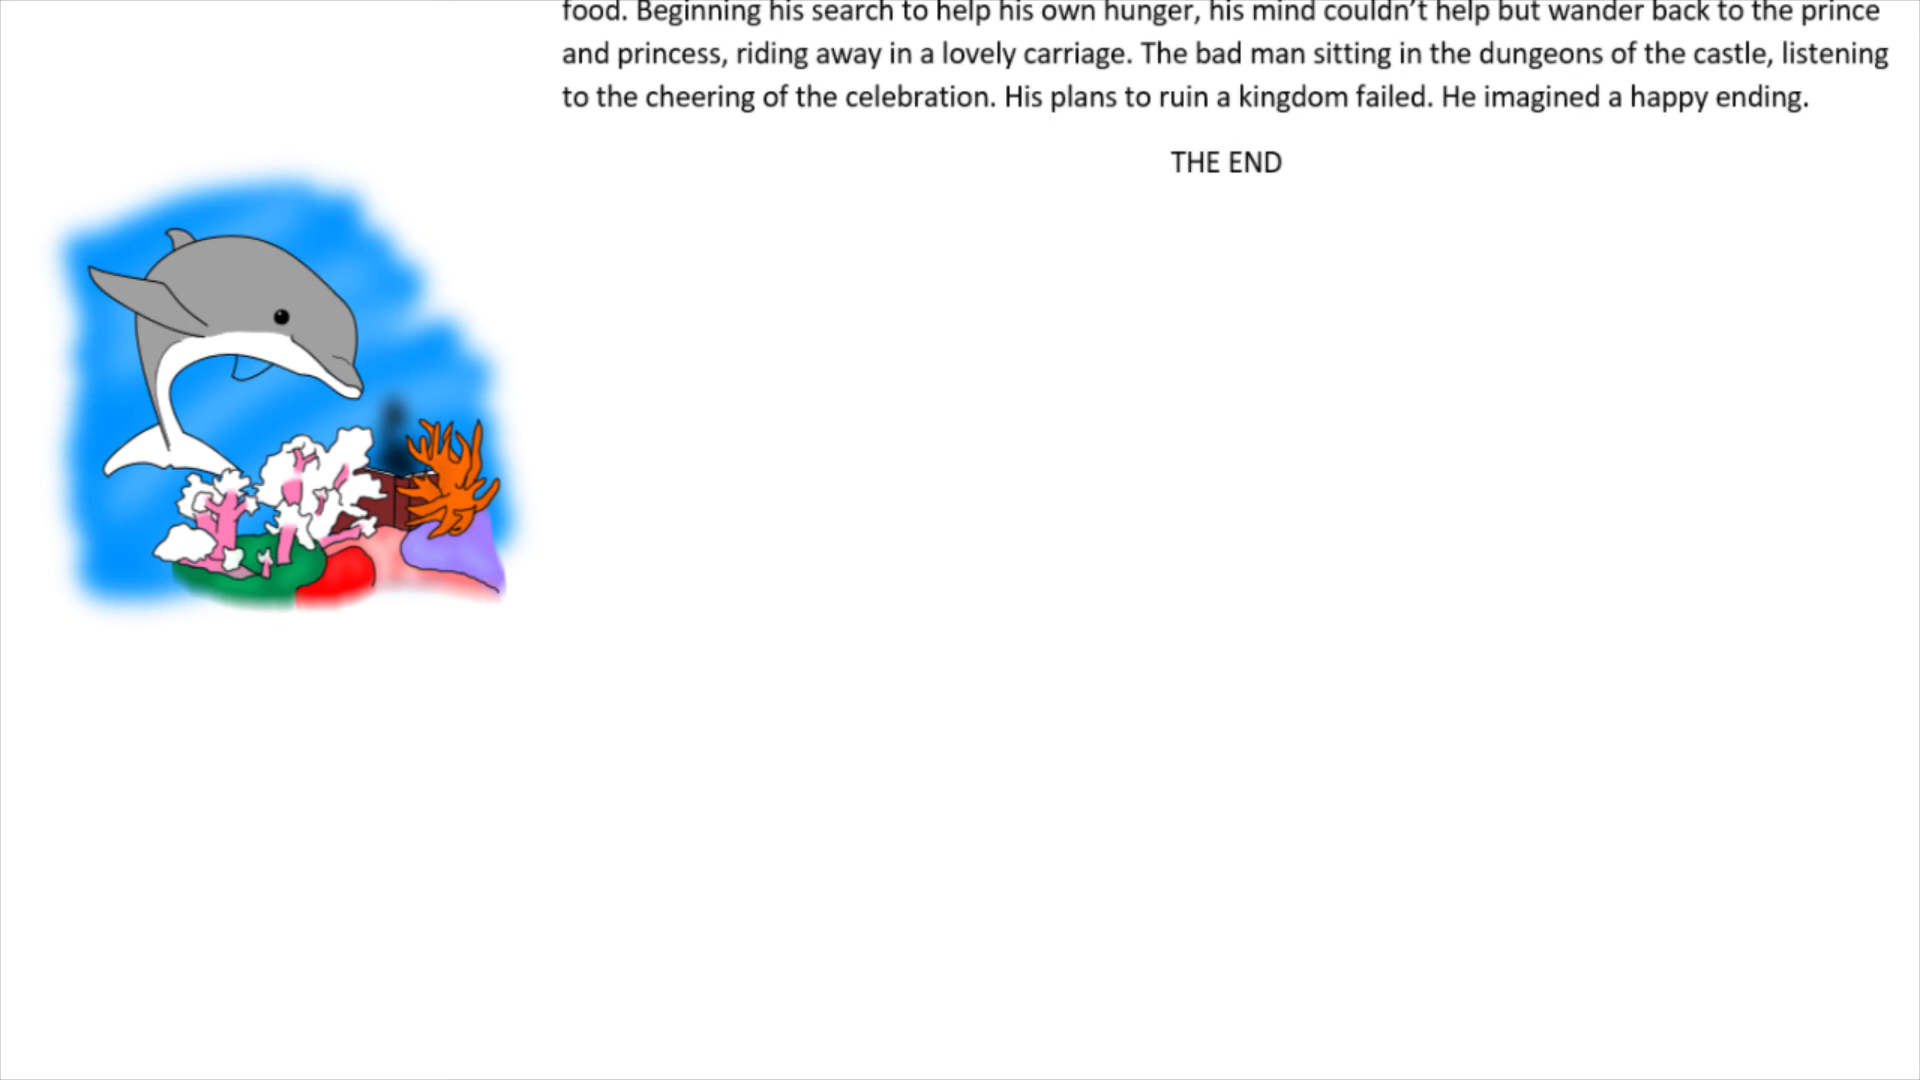 food. Beginning his search to help his own hunger, his mind couldn’t help but wander back to the prince
and princess, riding away in a lovely carriage. The bad man sitting in the dungeons of the castle, listening
to the cheering of the celebration. His plans to ruin a kingdom failed. He imagined a happy ending.
THE END